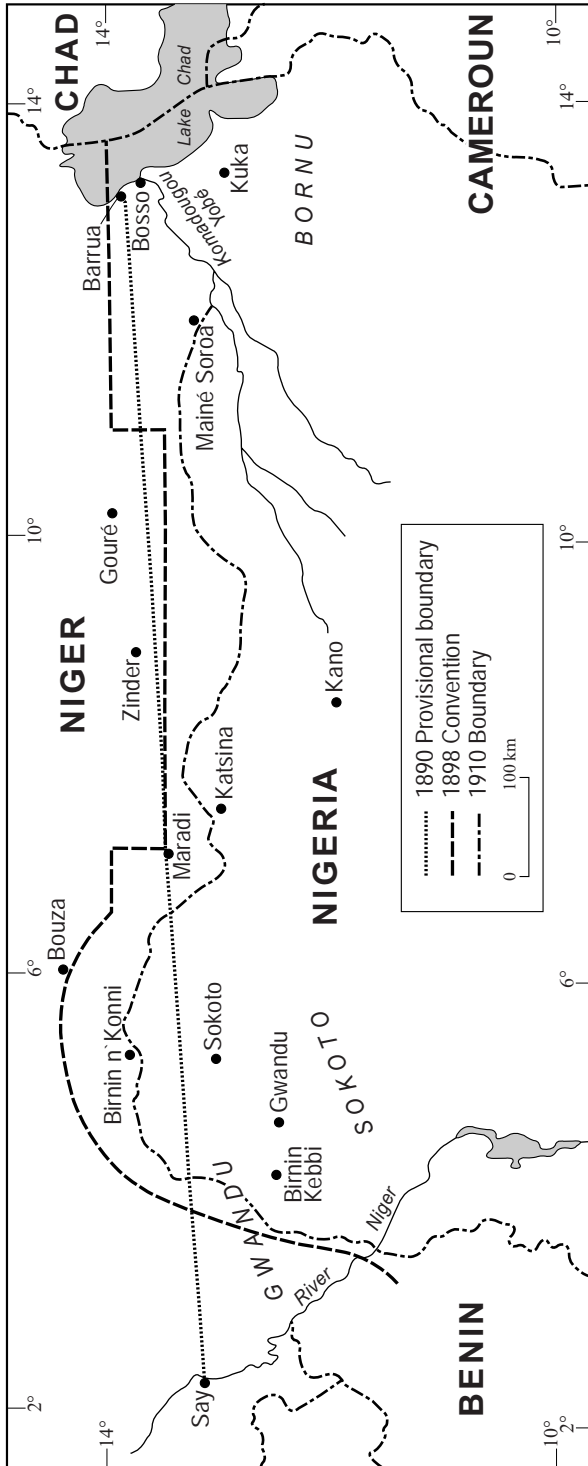 2°
6°
10°
14°
CHAD
14°
14°
NIGER
Bouza
Gouré
Zinder
Barrua
Bosso
Lake Chad
Birnin n`Konni
Maradi
Komadougou
Yobé
Kuka
Mainé Soroa
Say
Sokoto
Katsina
BORNU
GWANDU
Gwandu
Birnin
Kebbi
SOKOTO
NIGERIA
Kano
River Niger
CAMEROUN
1890 Provisional boundary
1898 Convention
1910 Boundary
0
100 km
BENIN
10°
10°
2°
6°
10°
14°